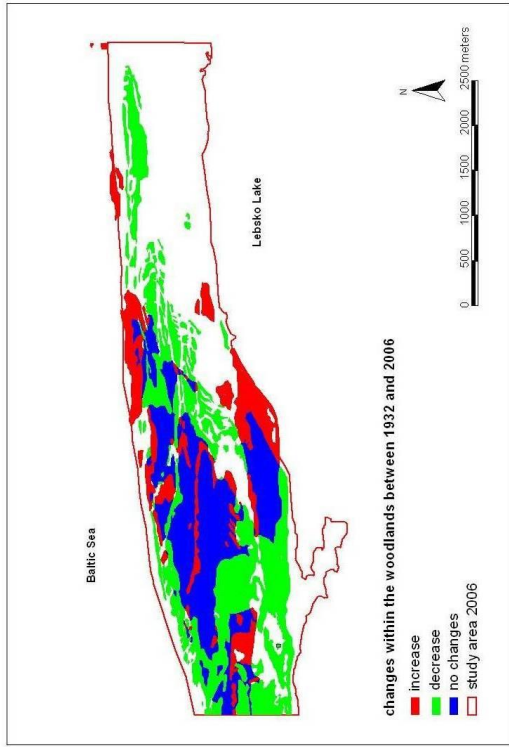 Baltic Sea
Lebsko Lake
N
changes within the woodlands between 1932 and 2006
increase
decrease
no changes
study area 2006
0 500 1000 1500 2000 2500 meters